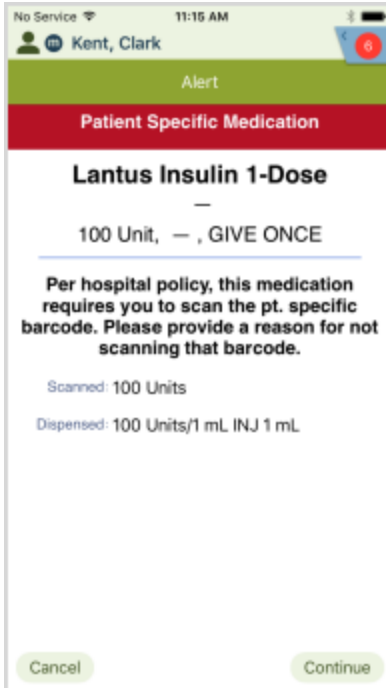 No Service 11:15 AM
m Kent, Clark 6
Alert
Patient Specific Medication
Lantus Insulin 1-Dose
—
100 Unit, — , GIVE ONCE
Per hospital policy, this medication
requires you to scan the pt. specific
barcode. Please provide a reason for not
scanning that barcode.
Scanned: 100 Units
Dispensed: 100 Units/1 mL INJ 1 mL
Cancel Continue